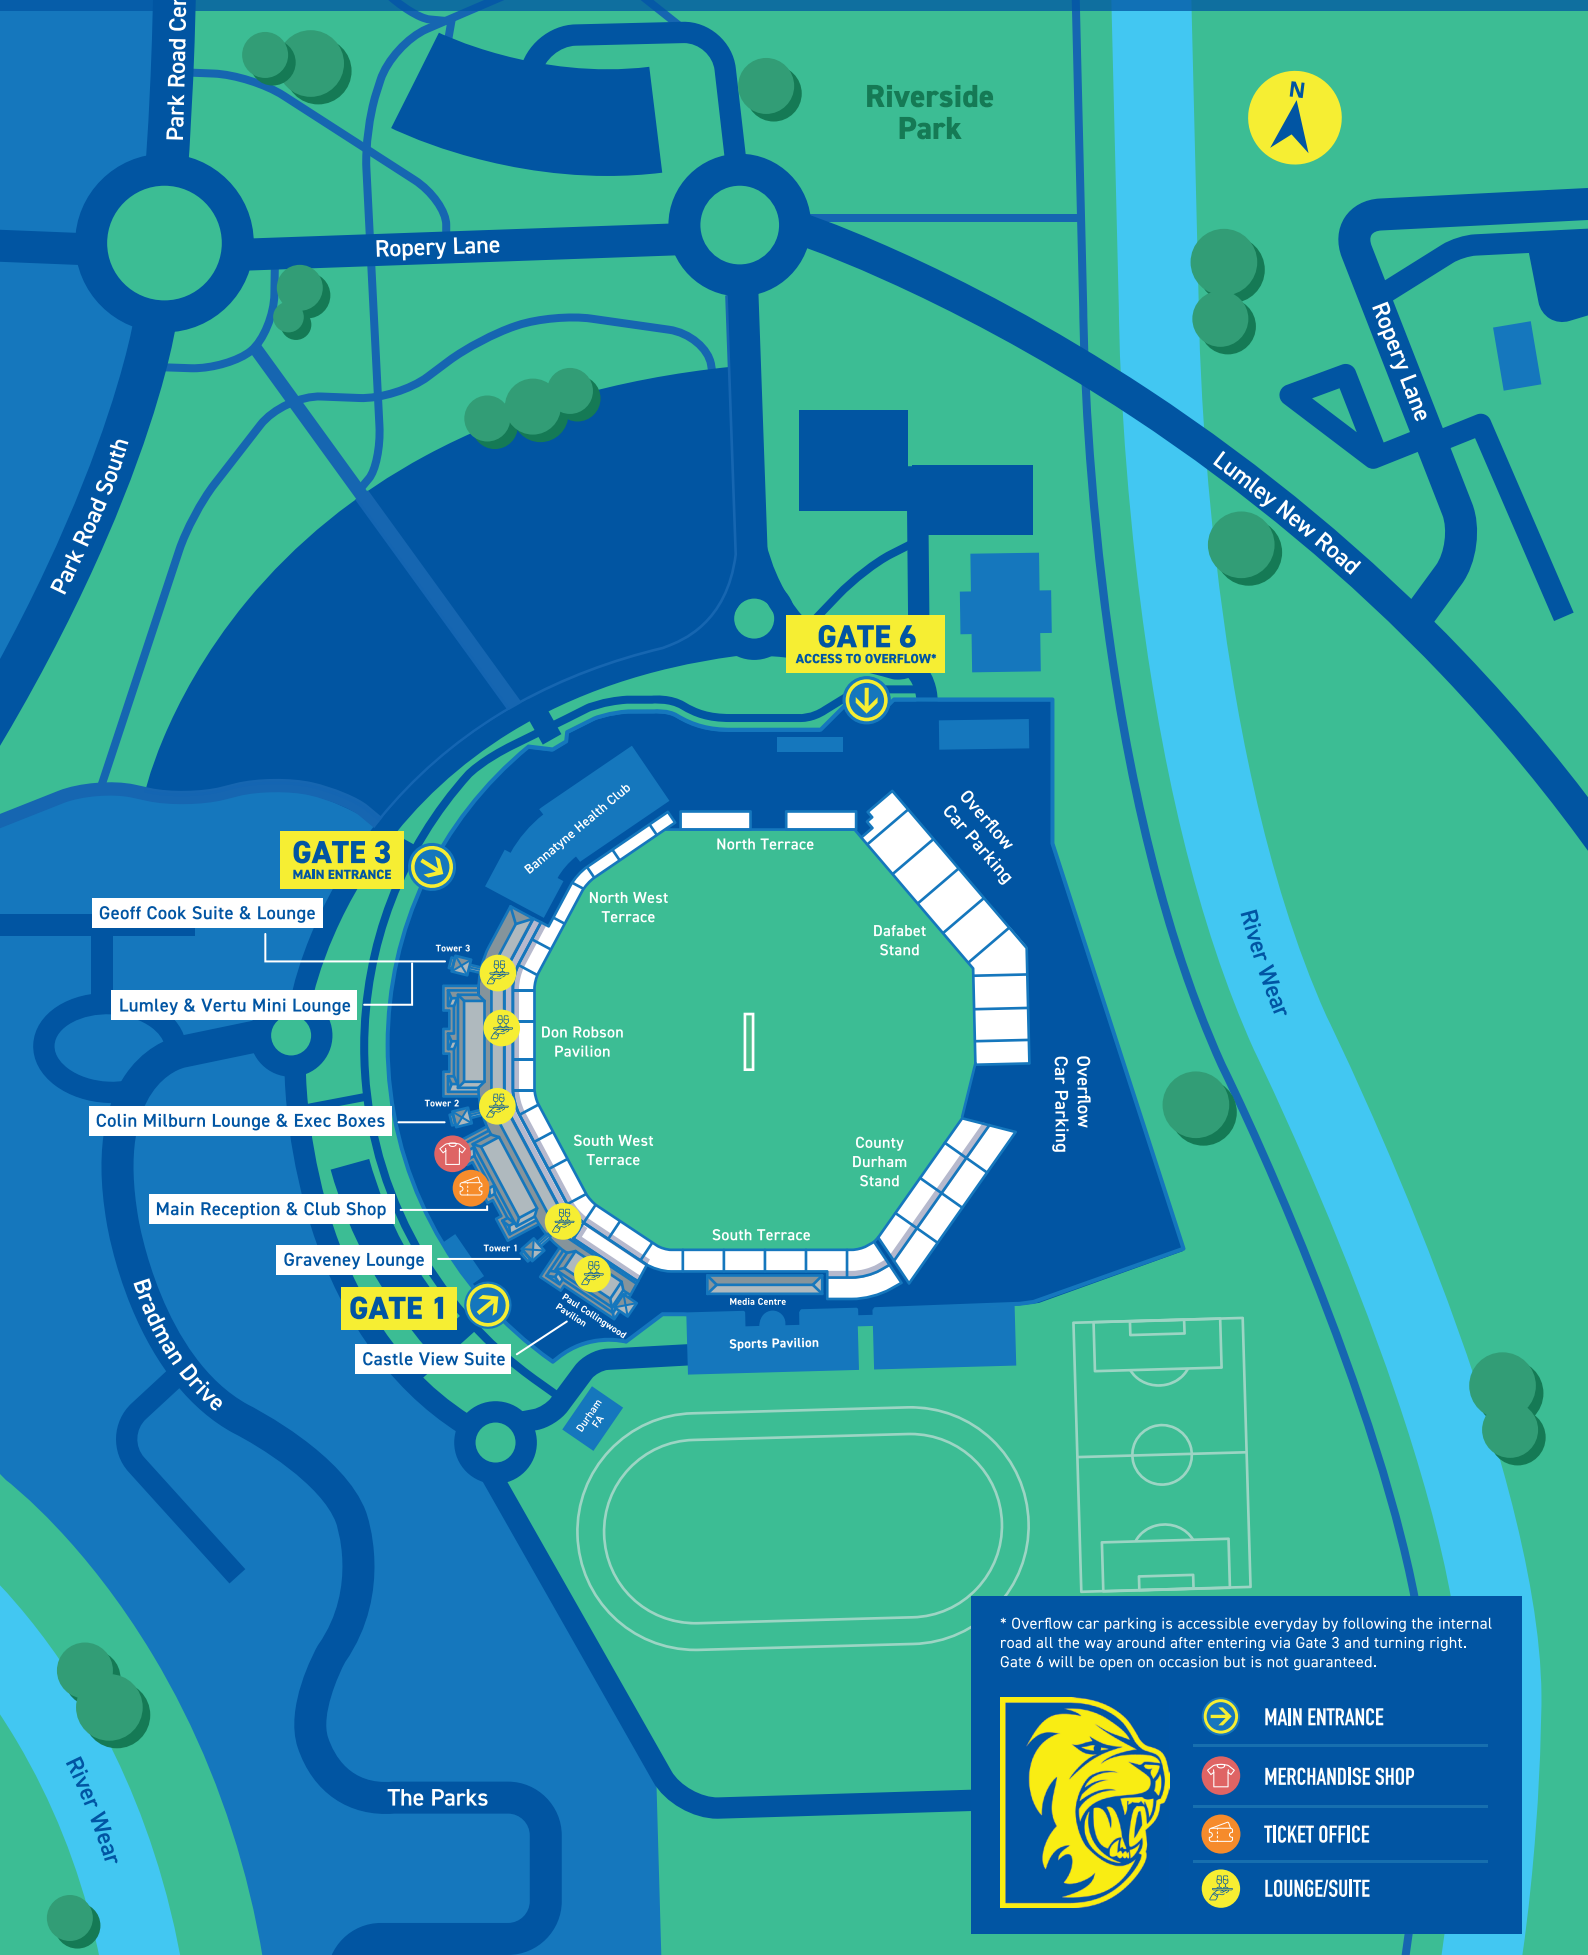 Park Road Cen
Riverside
Park
N
Ropery Lane
Ropery Lane
Park Road South
Lumley New Road
GATE 6
ACCESS TO OVERFLOW*
Bannatyne Health Club
Overflow
Car Parking
GATE 3
MAIN ENTRANCE
North Terrace
North West
Terrace
Geoff Cook Suite & Lounge
Dafabet
Stand
River Wear
Tower 3
Lumley & Vertu Mini Lounge
Don Robson
Pavilion
Overflow
Car Parking
Tower 2
Colin Milburn Lounge & Exec Boxes
South West
Terrace
County
Durham
Stand
Main Reception & Club Shop
South Terrace
Tower 1
Graveney Lounge
GATE 1
Media Centre
Paul Collingwood
Pavilion
Sports Pavilion
Bradman Drive
Castle View Suite
Durham
FA
* Overflow car parking is accessible everyday by following the internal
road all the way around after entering via Gate 3 and turning right.
Gate 6 will be open on occasion but is not guaranteed.
MAIN ENTRANCE
MERCHANDISE SHOP
TICKET OFFICE
LOUNGE/SUITE
The Parks
River Wear